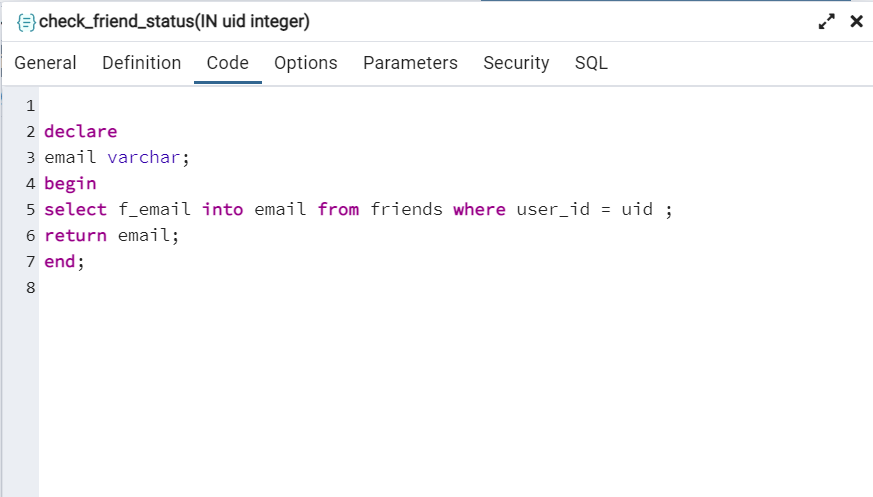 check_friend_status(IN uid integer)
General Definition Code Options Parameters Security SQL
1
2 declare
3 email varchar;
4 begin
5 select f_email into email from friends where user_id = uid ;
6 return email;
7 end;
8